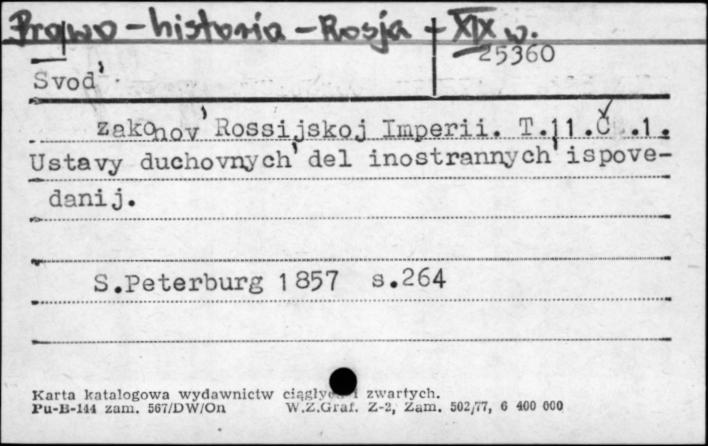 Prawo - historia - Rosja - XIX w.
25360
Svod'
zakonov' Rossijskoj Imperii. T.11.Č.1.
Ustavy duchovnych' del inostrannych' ispove-
danij.
S.Peterburg 1857 s.264
Karta katalogowa wydawnictw ciągłych i zwartych.
Pu-B-144 zam. 567/DW/On W.Z.Graf. Z-2, Zam. 502/77, 6 400 000